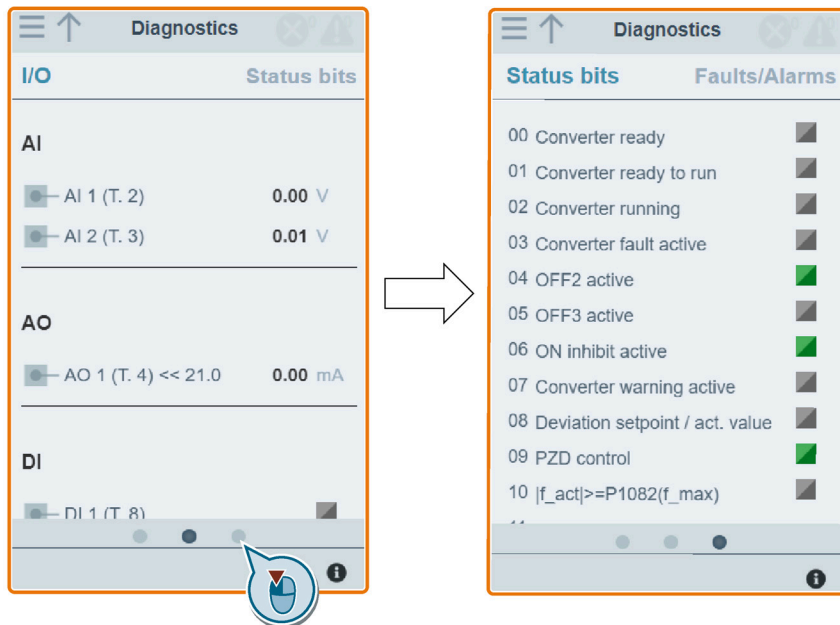 Diagnostics
I/O Status bits
AI
AI 1 (T. 2) 0.00 V
AI 2 (T. 3) 0.01 V
AO
AO 1 (T. 4) << 21.0 0.00 mA
DI
DI 1 (T. 8)
Diagnostics
Status bits Faults/Alarms
00 Converter ready
01 Converter ready to run
02 Converter running
03 Converter fault active
04 OFF2 active
05 OFF3 active
06 ON inhibit active
07 Converter warning active
08 Deviation setpoint / act. value
09 PZD control
10 |f_act|>=P1082(f_max)